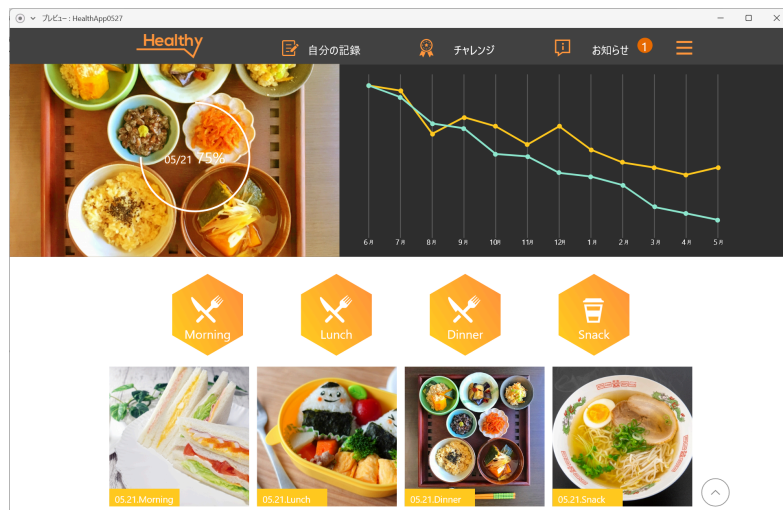 プレビュー : HealthApp0527
Healthy
自分の記録
チャレンジ
お知らせ 1
05/21 75%
6月 7月 8月 9月 10月 11月 12月 1月 2月 3月 4月 5月
Morning
Lunch
Dinner
Snack
05.21.Morning
05.21.Lunch
05.21.Dinner
05.21.Snack